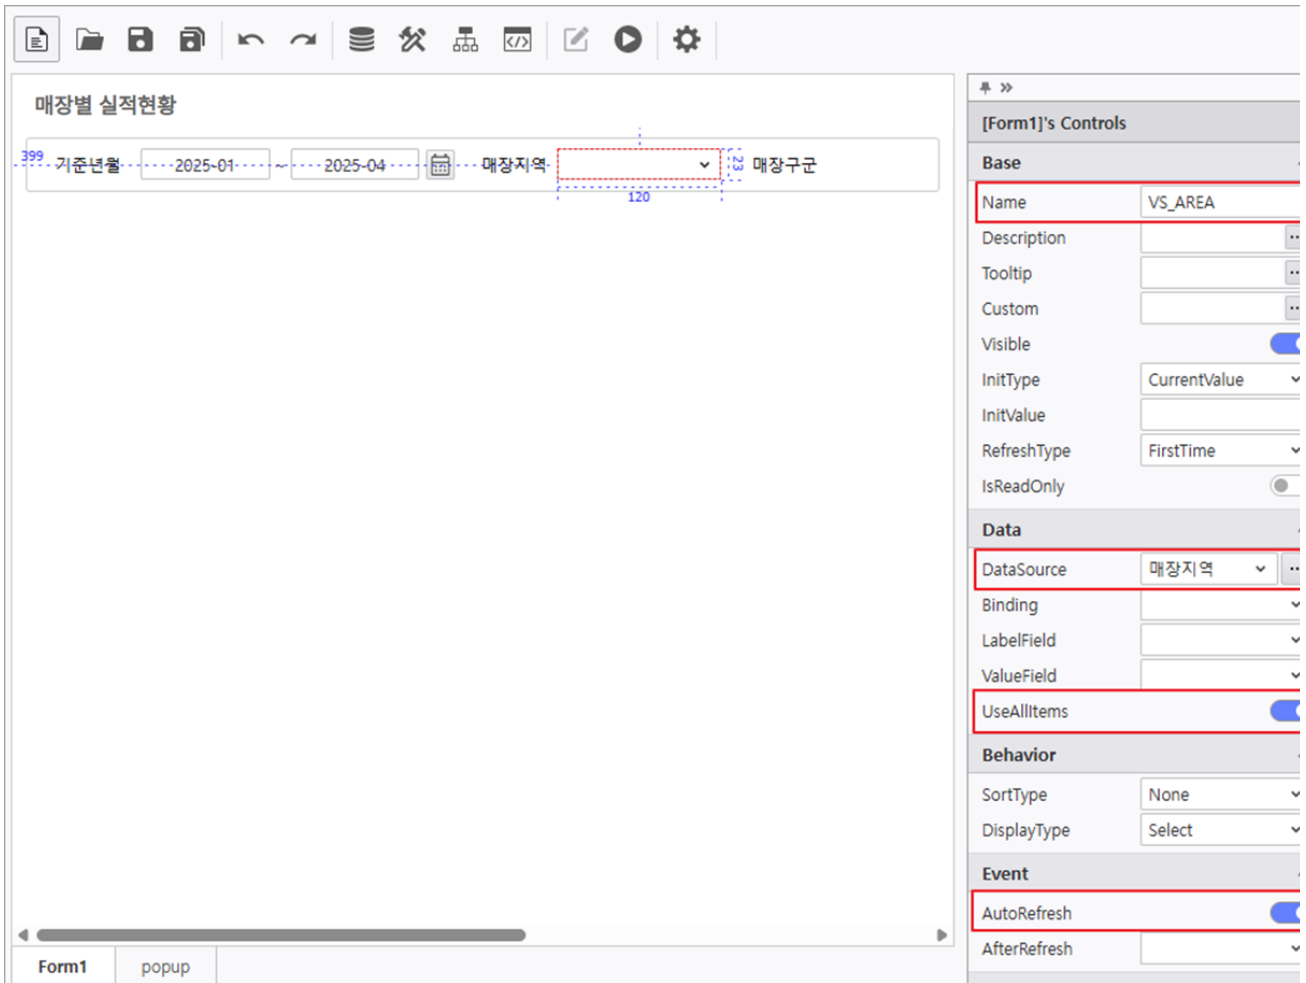 매장별 실적현황
399 기준년월 2025-01 ~ 2025-04 매장지역 23 매장구군
120
Form1 popup
[Form1]'s Controls
Base
Name VS_AREA
Description
Tooltip
Custom
Visible
InitType CurrentValue
InitValue
RefreshType FirstTime
IsReadOnly
Data
DataSource 매장지역
Binding
LabelField
ValueField
UseAllItems
Behavior
SortType None
DisplayType Select
Event
AutoRefresh
AfterRefresh